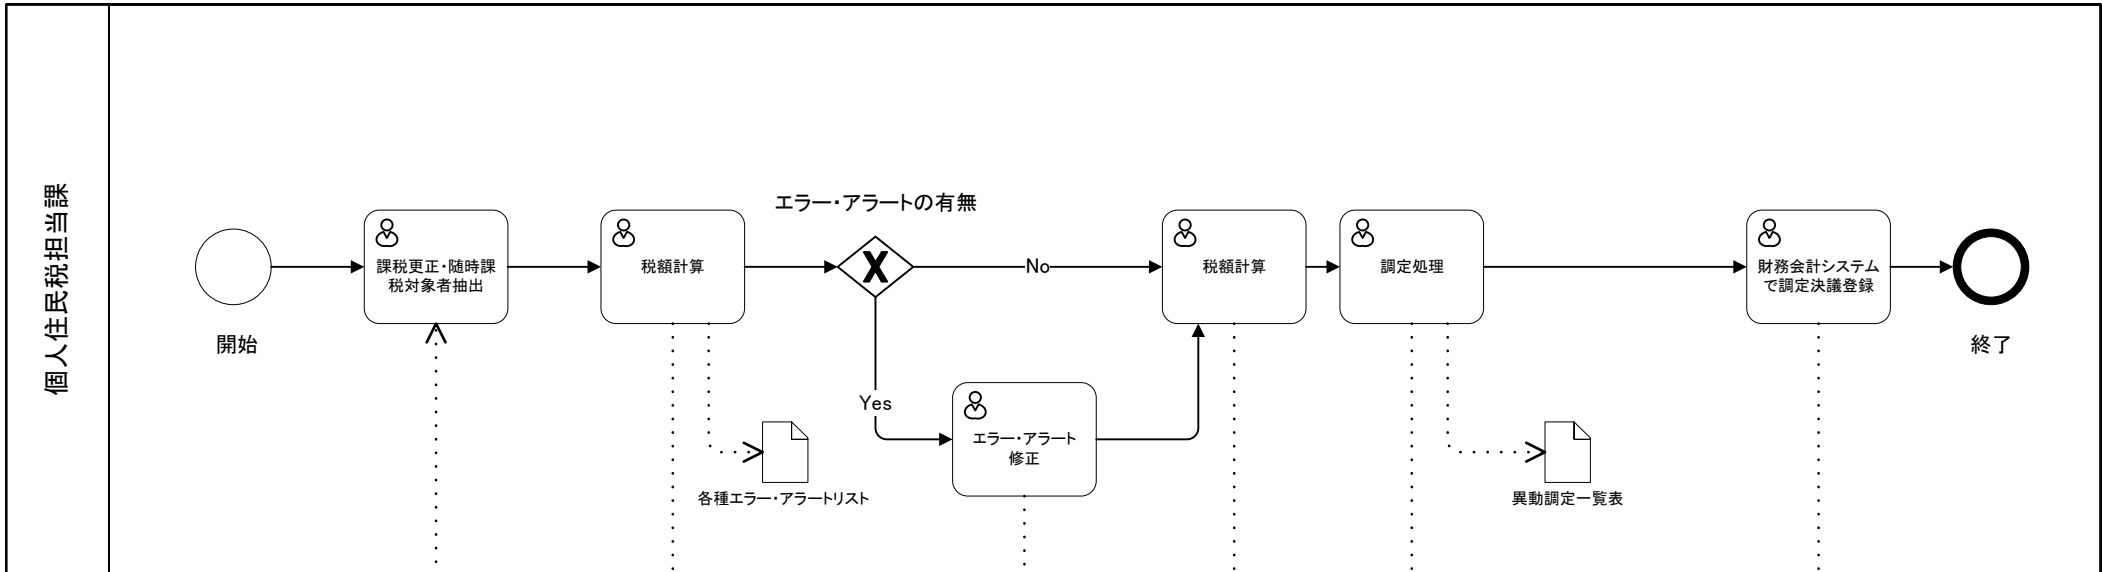 個人住民税担当課
エラー・アラートの有無
課税更正・随時課
税対象者抽出
税額計算
No
税額計算
調定処理
財務会計システム
で調定決議登録
開始
終了
Yes
エラー・アラート
修正
各種エラー・アラートリスト
異動調定一覧表